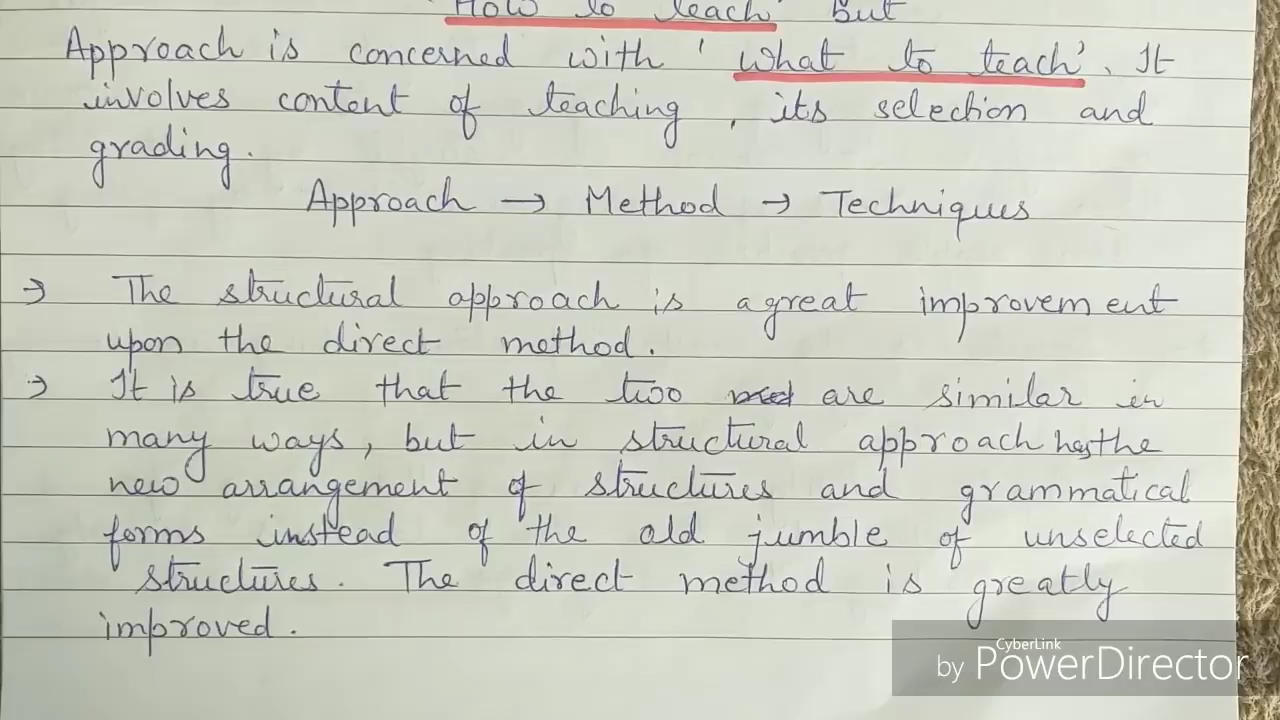 'How to teach' but
Approach is concerned with 'what to teach'. It
involves content of teaching, its selection and
grading.
Approach → Method → Techniques
→ The structural approach is a great improvement
upon the direct method.
→ It is true that the two are similar in
many ways, but in structural approach has the
new arrangement of structures and grammatical
forms instead of the old jumble of unselected
structures. The direct method is greatly
improved.
CyberLink
by PowerDirector